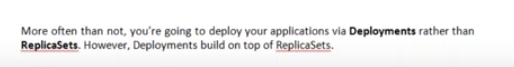 More often than not, you're going to deploy your applications via Deployments rather than
ReplicaSets. However, Deployments build on top of ReplicaSets.